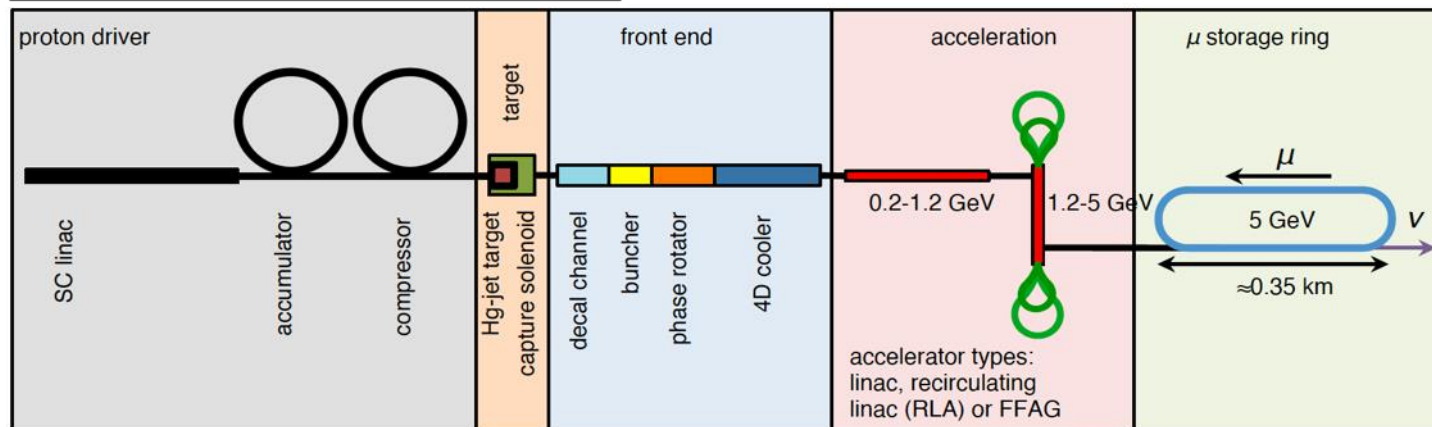 proton driver
target
front end
acceleration
μ storage ring
SC linac
accumulator
compressor
Hg-jet target
capture solenoid
decal channel
buncher
phase rotator
4D cooler
0.2-1.2 GeV
1.2-5 GeV
accelerator types:
linac, recirculating
linac (RLA) or FFAG
μ
5 GeV
ν
≈0.35 km